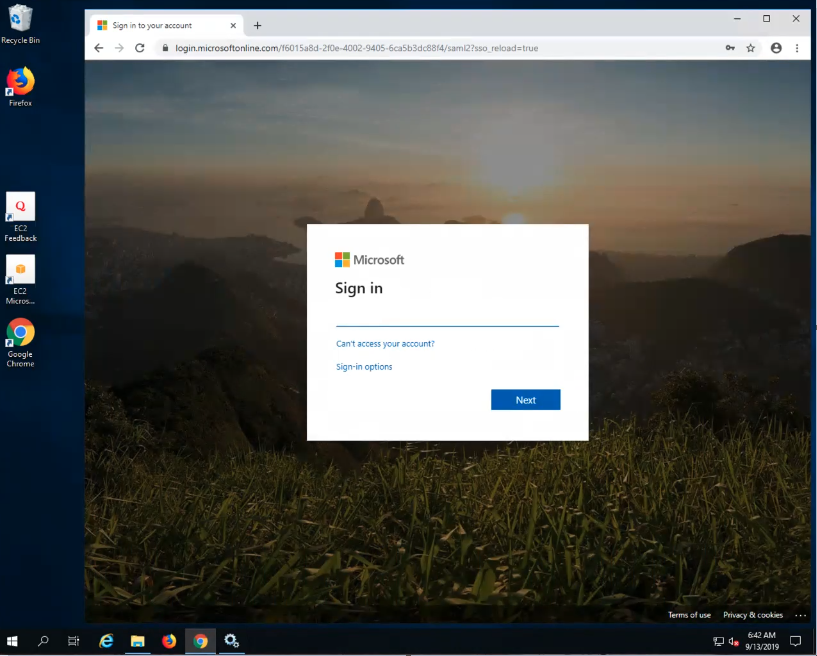 Recycle Bin
Firefox
EC2
Feedback
EC2
Micros...
Google
Chrome
Sign in to your account
login.microsoftonline.com/f6015a8d-2f0e-4002-9405-6ca5b3dc88f4/saml2?sso_reload=true
Microsoft
Sign in
Can't access your account?
Sign-in options
Next
Terms of use Privacy & cookies ...
6:42 AM
9/13/2019